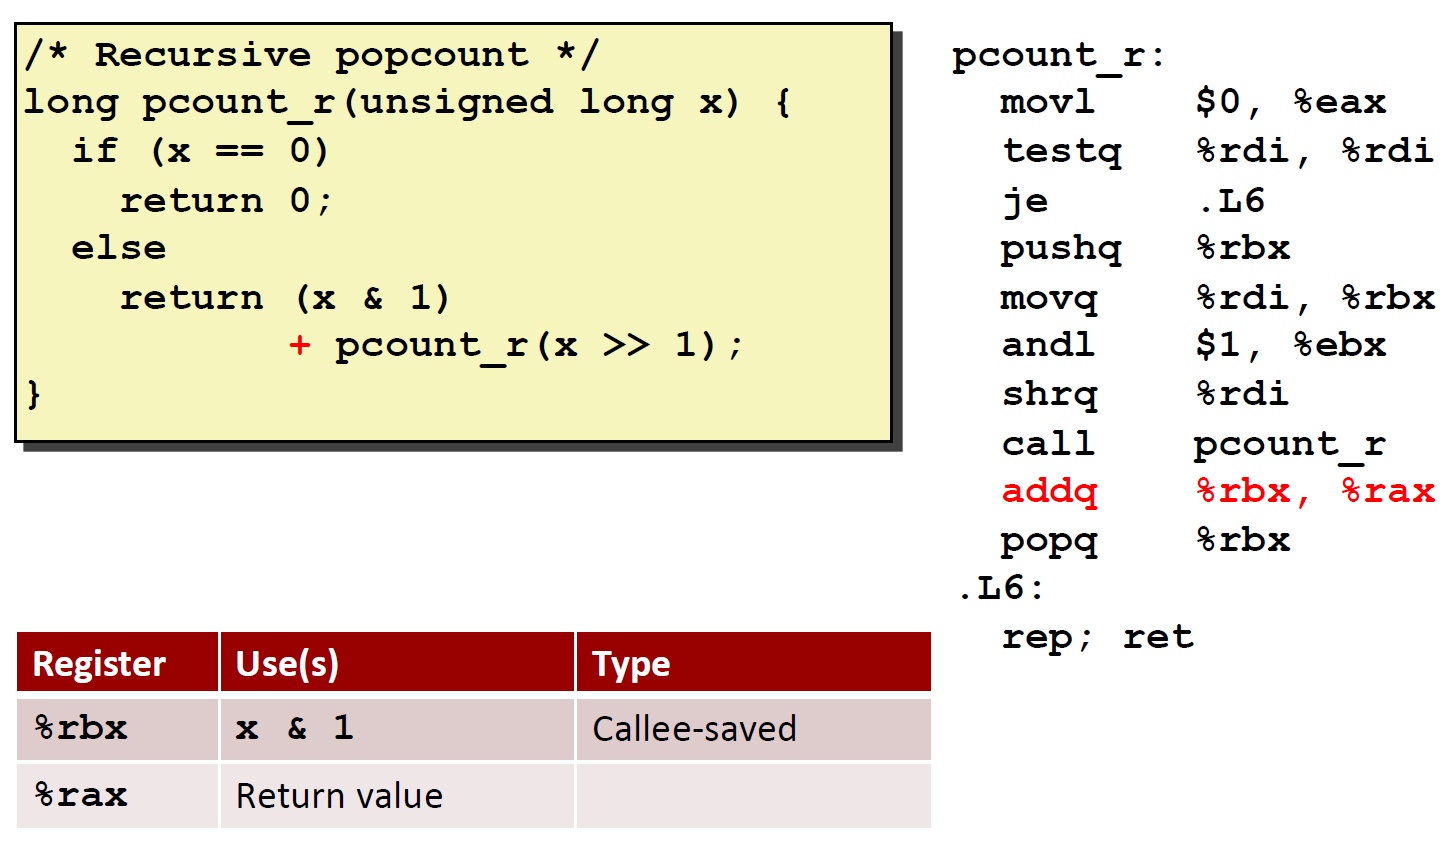 /* Recursive popcount */
long pcount_r(unsigned long x) {
  if (x == 0)
    return 0;
  else
    return (x & 1)
           + pcount_r(x >> 1);
}
pcount_r:
  movl    $0, %eax
  testq   %rdi, %rdi
  je      .L6
  pushq   %rbx
  movq    %rdi, %rbx
  andl    $1, %ebx
  shrq    %rdi
  call    pcount_r
  addq    %rbx, %rax
  popq    %rbx
.L6:
  rep; ret
Register Use(s) Type
%rbx x & 1 Callee-saved
%rax Return value